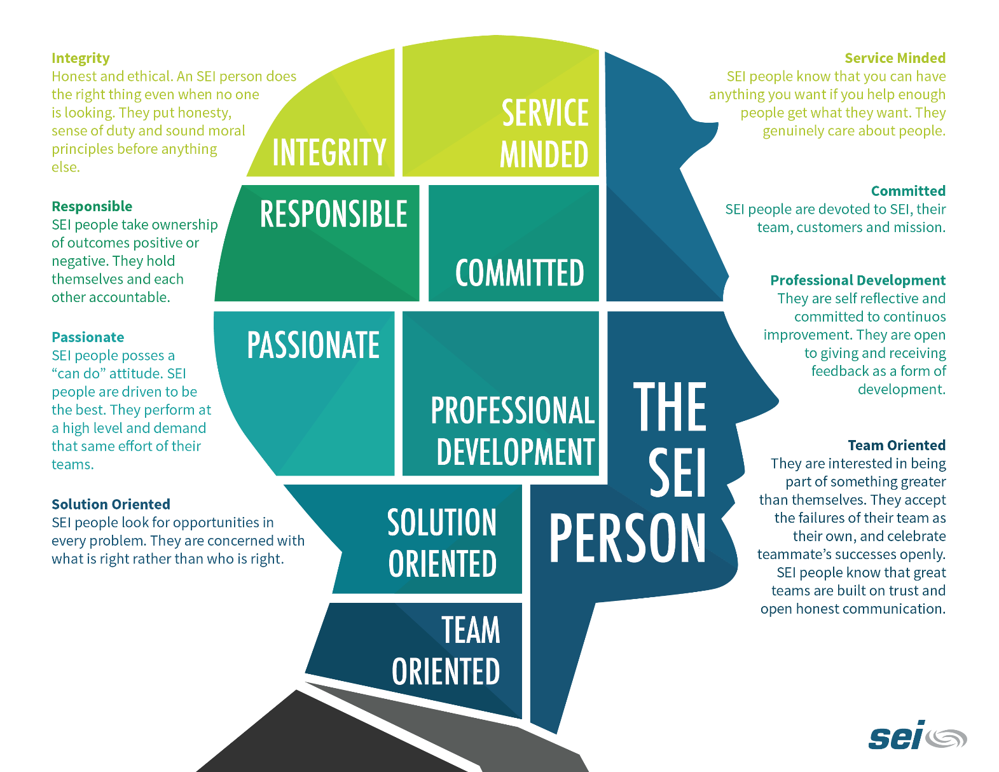 Integrity
Honest and ethical. An SEI person does
the right thing even when no one
is looking. They put honesty,
sense of duty and sound moral
principles before anything
else.
Responsible
SEI people take ownership
of outcomes positive or
negative. They hold
themselves and each
other accountable.
Passionate
SEI people posses a
“can do” attitude. SEI
people are driven to be
the best. They perform at
a high level and demand
that same effort of their
teams.
Solution Oriented
SEI people look for opportunities in
every problem. They are concerned with
what is right rather than who is right.
INTEGRITY
SERVICE
MINDED
RESPONSIBLE
COMMITTED
PASSIONATE
PROFESSIONAL
DEVELOPMENT
SOLUTION
ORIENTED
TEAM
ORIENTED
THE
SEI
PERSON
Service Minded
SEI people know that you can have
anything you want if you help enough
people get what they want. They
genuinely care about people.
Committed
SEI people are devoted to SEI, their
team, customers and mission.
Professional Development
They are self reflective and
committed to continuos
improvement. They are open
to giving and receiving
feedback as a form of
development.
Team Oriented
They are interested in being
part of something greater
than themselves. They accept
the failures of their team as
their own, and celebrate
teammate’s successes openly.
SEI people know that great
teams are built on trust and
open honest communication.
sei